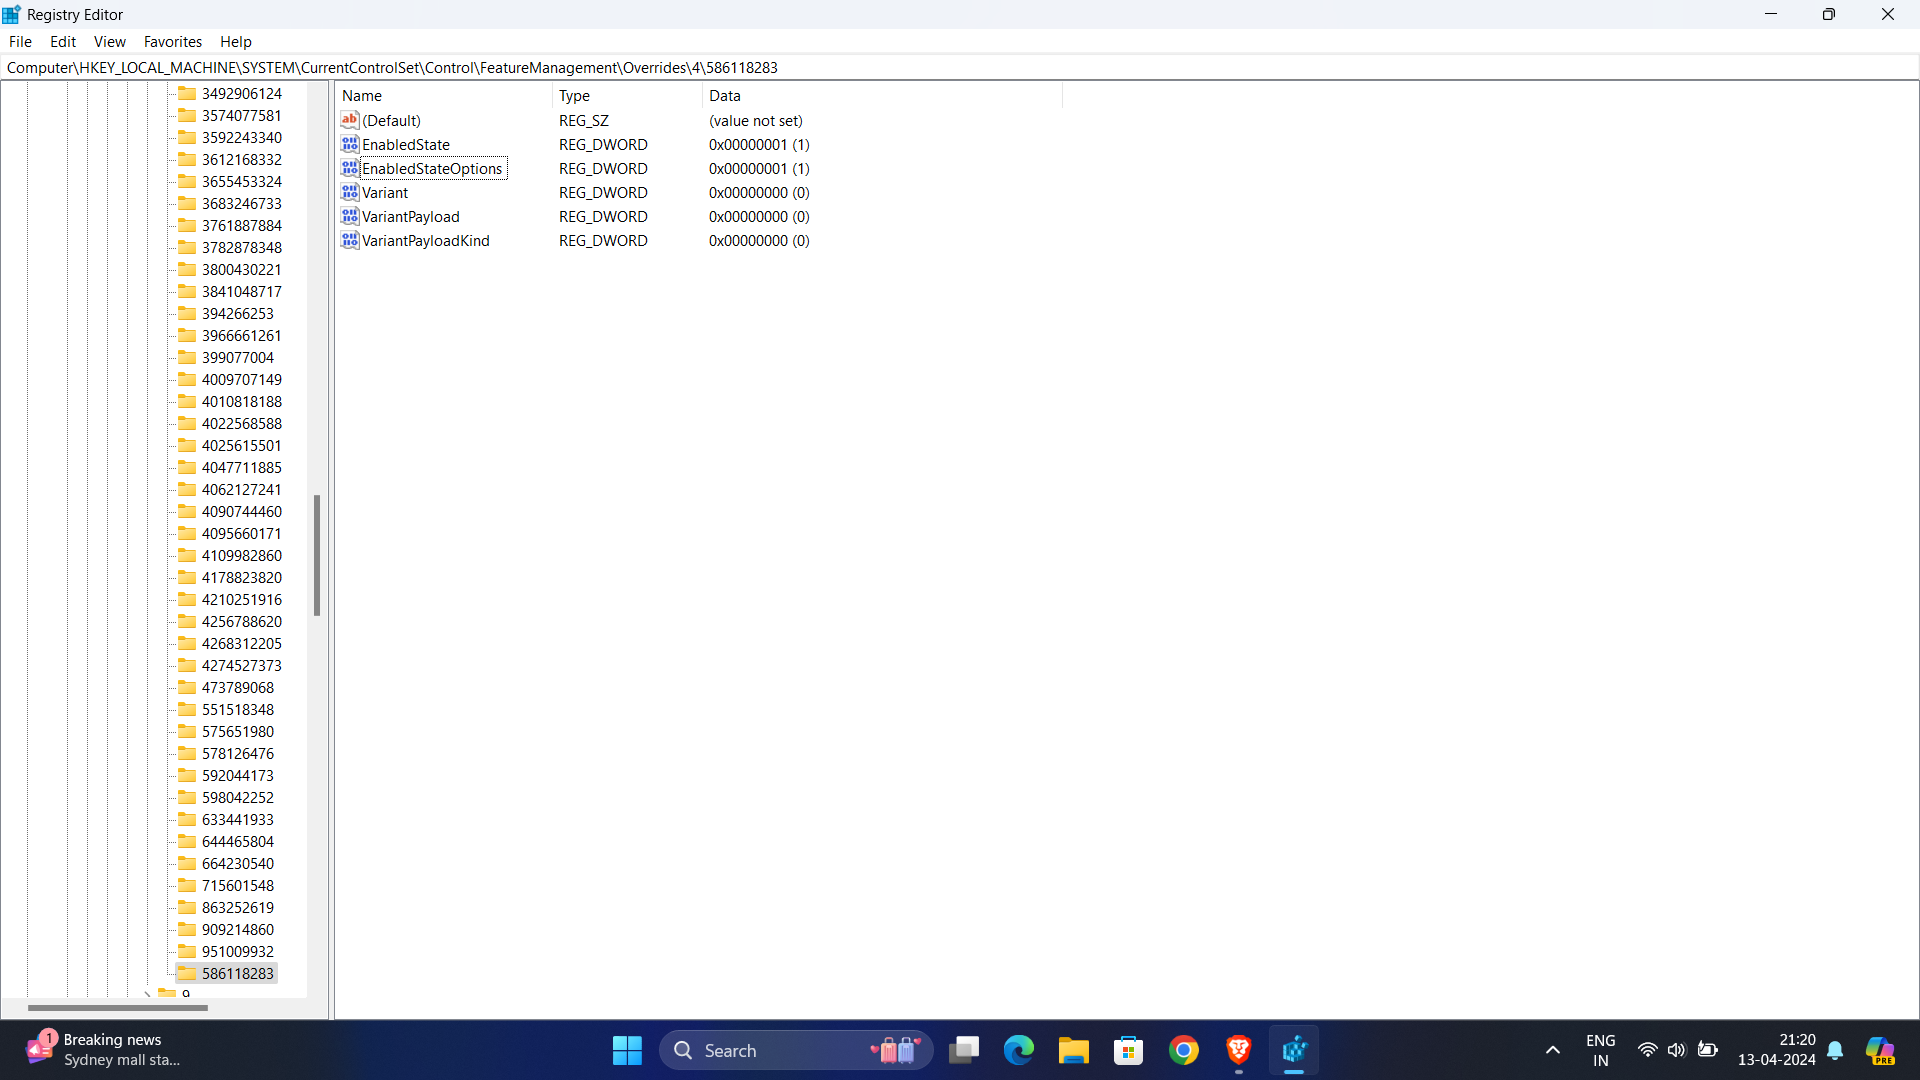 Registry Editor
File Edit View Favorites Help
Computer\HKEY_LOCAL_MACHINE\SYSTEM\CurrentControlSet\Control\FeatureManagement\Overrides\4\586118283
3492906124
3574077581
3592243340
3612168332
3655453324
3683246733
3761887884
3782878348
3800430221
3841048717
394266253
3966661261
399077004
4009707149
4010818188
4022568588
4025615501
4047711885
4062127241
4090744460
4095660171
4109982860
4178823820
4210251916
4256788620
4268312205
4274527373
473789068
551518348
575651980
578126476
592044173
598042252
633441933
644465804
664230540
715601548
863252619
909214860
951009932
586118283
9
Name Type Data
(Default) REG_SZ (value not set)
EnabledState REG_DWORD 0x00000001 (1)
EnabledStateOptions REG_DWORD 0x00000001 (1)
Variant REG_DWORD 0x00000000 (0)
VariantPayload REG_DWORD 0x00000000 (0)
VariantPayloadKind REG_DWORD 0x00000000 (0)
1
Breaking news
Sydney mall sta...
Search
ENG
IN
21:20
13-04-2024
PRE